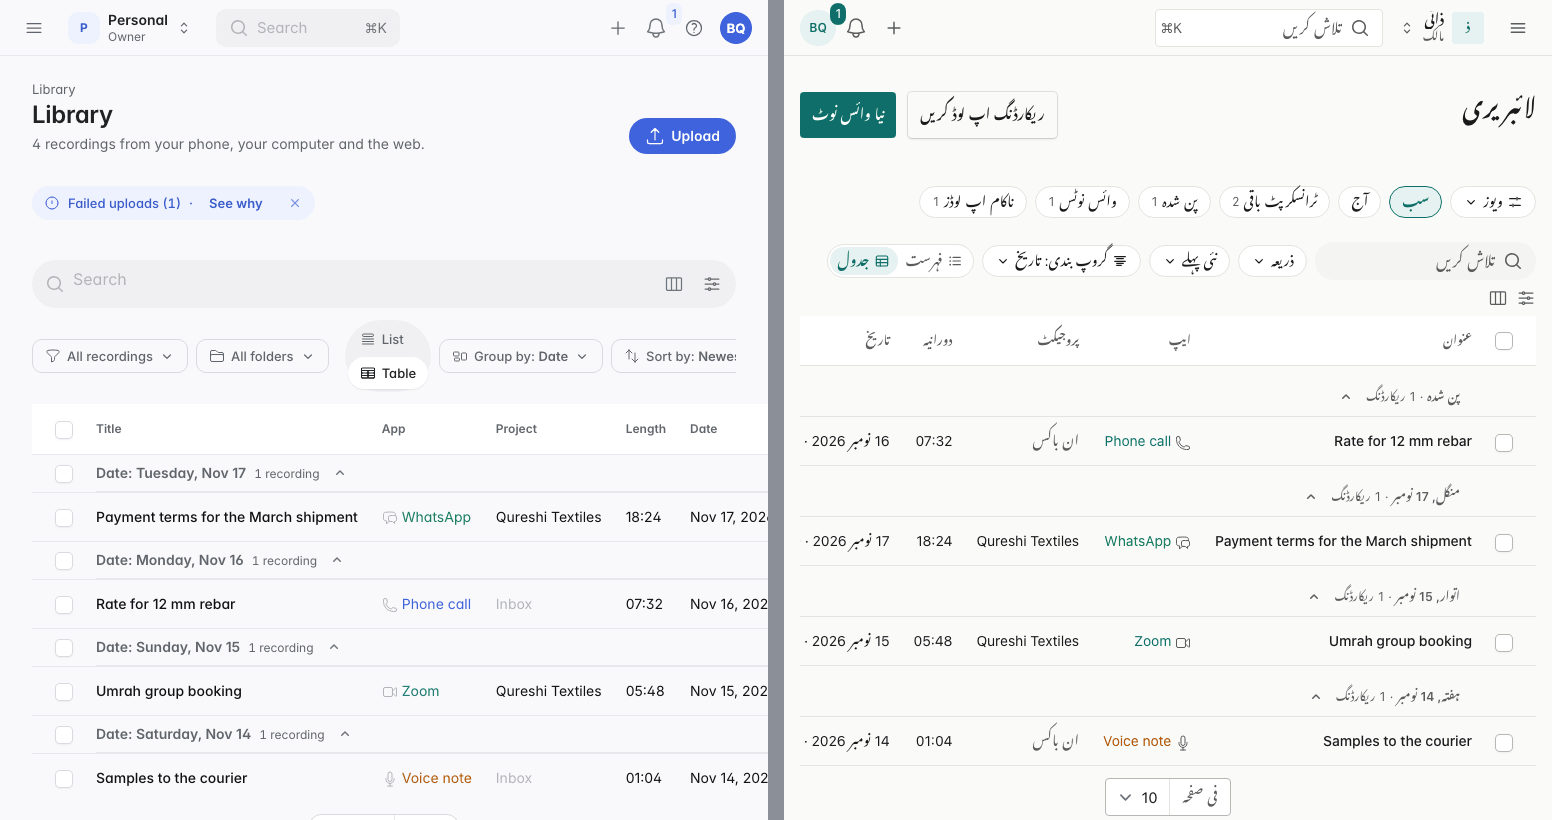 P
Personal
Owner
Search
⌘K
1
BQ
Library
Library
4 recordings from your phone, your computer and the web.
Upload
Failed uploads (1) · See why
Search
All recordings
All folders
List
Table
Group by: Date
Sort by: Newes
Title App Project Length Date
Date: Tuesday, Nov 17 1 recording
Payment terms for the March shipment WhatsApp Qureshi Textiles 18:24 Nov 17, 202
Date: Monday, Nov 16 1 recording
Rate for 12 mm rebar Phone call Inbox 07:32 Nov 16, 202
Date: Sunday, Nov 15 1 recording
Umrah group booking Zoom Qureshi Textiles 05:48 Nov 15, 202
Date: Saturday, Nov 14 1 recording
Samples to the courier Voice note Inbox 01:04 Nov 14, 202
ذ
ذاتی
مالک
تلاش کریں
⌘K
1
BQ
لائبریری
ریکارڈنگ اپ لوڈ کریں
نیا وائس نوٹ
ویوز
سب
آج
ٹرانسکرپٹ باقی 2
پن شدہ 1
وائس نوٹس 1
ناکام اپ لوڈز 1
تلاش کریں
ذریعہ
نئی پہلے
گروپ بندی: تاریخ
فہرست
جدول
عنوان ایپ پروجیکٹ دورانیہ تاریخ
پن شدہ · 1 ریکارڈنگ
Rate for 12 mm rebar Phone call ان باکس 07:32 16 نومبر 2026 ·
منگل, 17 نومبر · 1 ریکارڈنگ
Payment terms for the March shipment WhatsApp Qureshi Textiles 18:24 17 نومبر 2026 ·
اتوار, 15 نومبر · 1 ریکارڈنگ
Umrah group booking Zoom Qureshi Textiles 05:48 15 نومبر 2026 ·
ہفتہ, 14 نومبر · 1 ریکارڈنگ
Samples to the courier Voice note ان باکس 01:04 14 نومبر 2026 ·
فی صفحہ 10